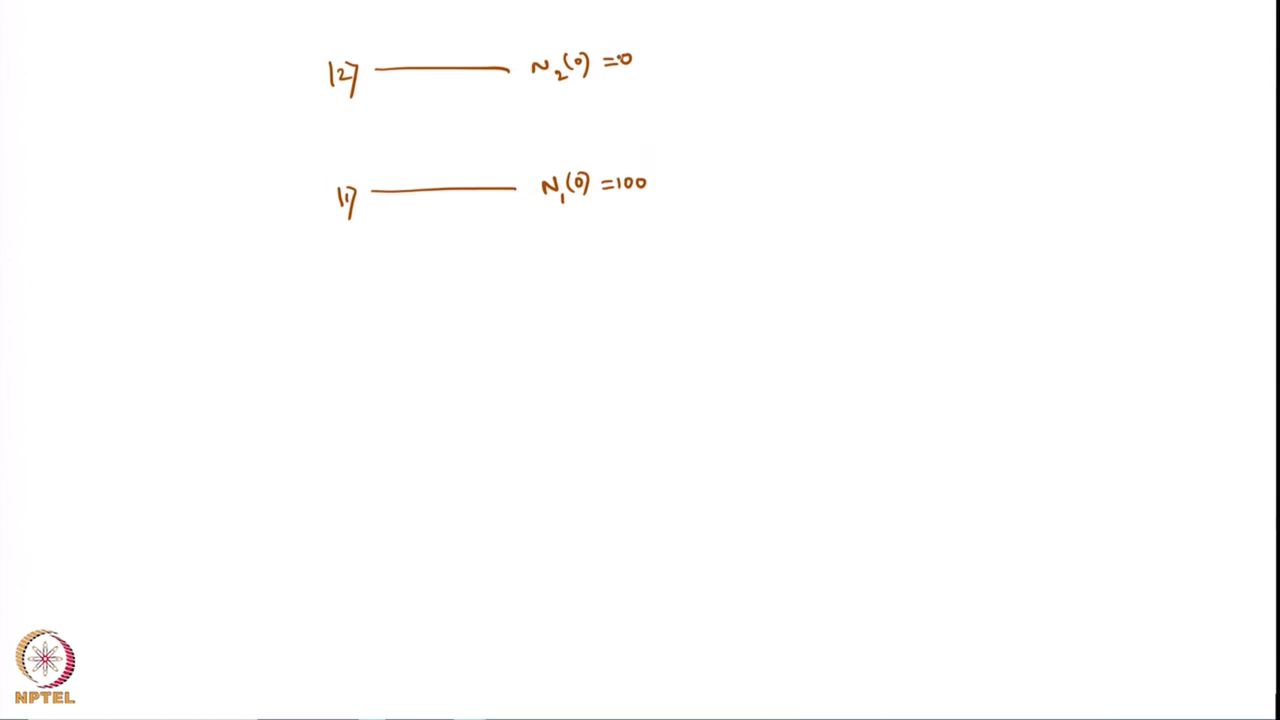 |2⟩ N₂(0) = 0
|1⟩ N₁(0) = 100
NPTEL